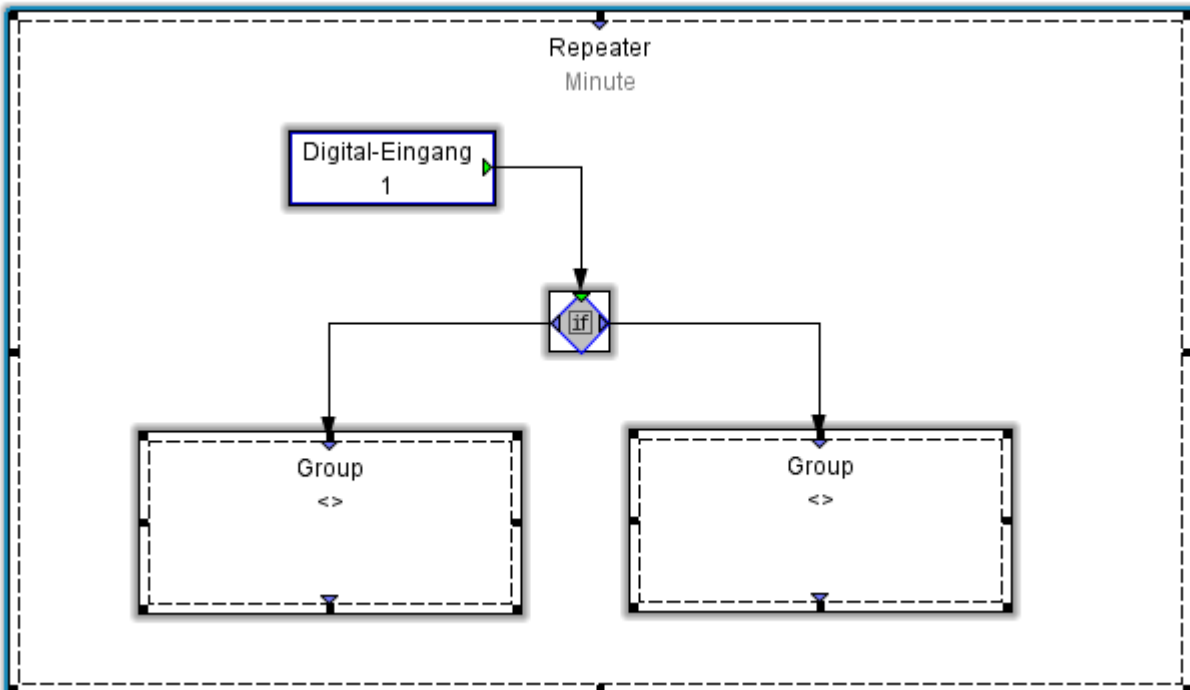 Repeater
Minute
Digital-Eingang
1
if
Group
<>
Group
<>